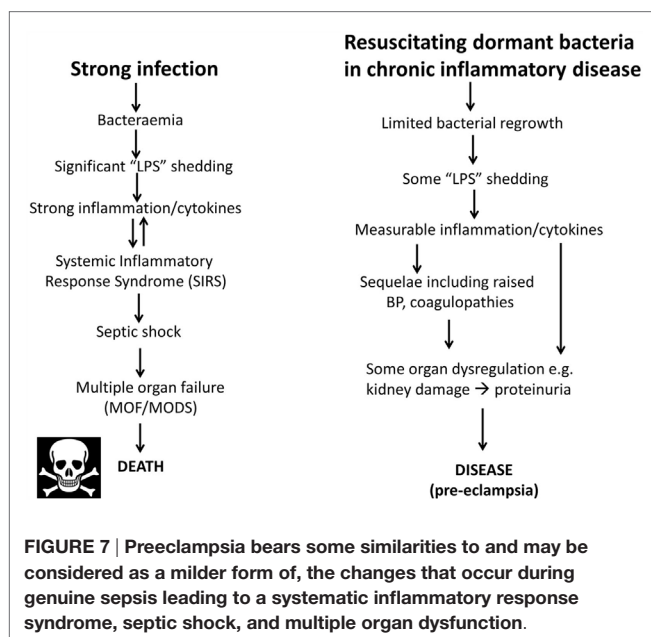 Strong infection
Bacteraemia
Significant "LPS" shedding
Strong inflammation/cytokines
Systemic Inflammatory
Response Syndrome (SIRS)
Septic shock
Multiple organ failure
(MOF/MODS)
DEATH
Resuscitating dormant bacteria
in chronic inflammatory disease
Limited bacterial regrowth
Some "LPS" shedding
Measurable inflammation/cytokines
Sequelae including raised
BP, coagulopathies
Some organ dysregulation e.g.
kidney damage → proteinuria
DISEASE
(pre-eclampsia)
FIGURE 7 | Preeclampsia bears some similarities to and may be
considered as a milder form of, the changes that occur during
genuine sepsis leading to a systematic inflammatory response
syndrome, septic shock, and multiple organ dysfunction.